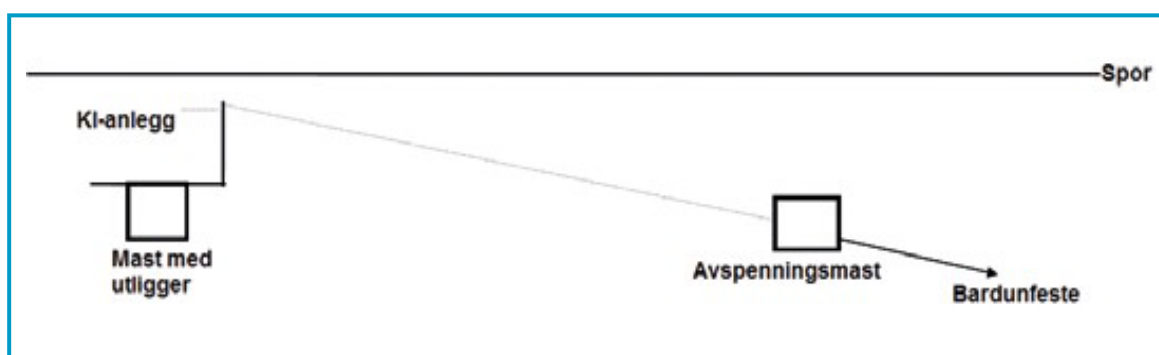 Spor
Kl-anlegg
Mast med
utligger
Avspenningsmast
Bardunfeste